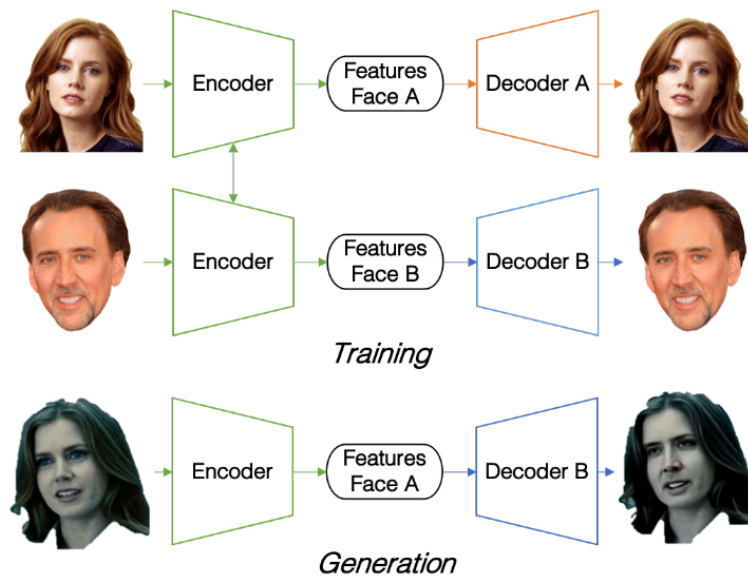 Encoder
Features
Face A
Decoder A
Encoder
Features
Face B
Decoder B
Training
Encoder
Features
Face A
Decoder B
Generation